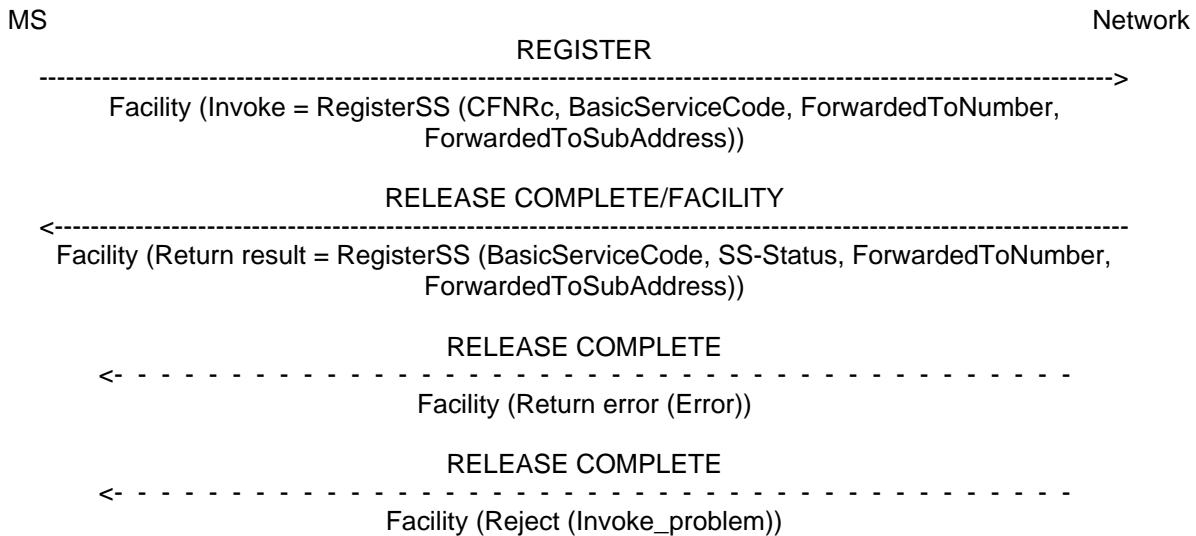 MS Network
REGISTER
------------------------------------------------------------------------------------------------------------------------>
Facility (Invoke = RegisterSS (CFNRc, BasicServiceCode, ForwardedToNumber,
ForwardedToSubAddress))
RELEASE COMPLETE/FACILITY
<------------------------------------------------------------------------------------------------------------------------
Facility (Return result = RegisterSS (BasicServiceCode, SS-Status, ForwardedToNumber,
ForwardedToSubAddress))
RELEASE COMPLETE
<- - - - - - - - - - - - - - - - - - - - - - - - - - - - - - - - - - - - - - - - -
Facility (Return error (Error))
RELEASE COMPLETE
<- - - - - - - - - - - - - - - - - - - - - - - - - - - - - - - - - - - - - - - - -
Facility (Reject (Invoke_problem))